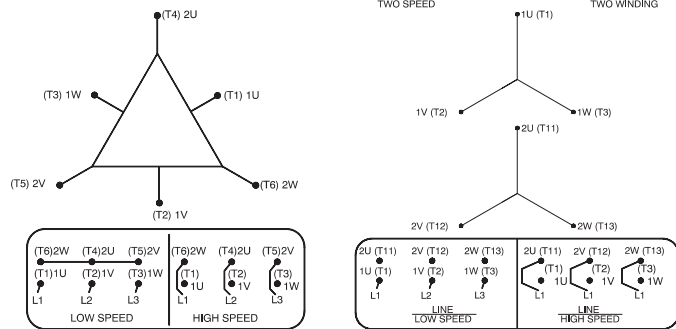 (T4) 2U
(T3) 1W
(T1) 1U
(T5) 2V
(T6) 2W
(T2) 1V
(T6)2W (T4)2U (T5)2V
(T1)1U (T2)1V (T3)1W
L1 L2 L3
LOW SPEED
(T6)2W (T4)2U (T5)2V
(T1) (T2) (T3)
1U 1V 1W
L1 L2 L3
HIGH SPEED
TWO SPEED TWO WINDING
1U (T1)
1V (T2) 1W (T3)
2U (T11)
2V (T12) 2W (T13)
2U (T11) 2V (T12) 2W (T13)
1U (T1) 1V (T2) 1W (T3)
L1 L2 L3
LINE
LOW SPEED
2U (T11) 2V (T12) 2W (T13)
(T1) (T2) (T3)
1U 1V 1W
L1 L1 L1
LINE
HIGH SPEED